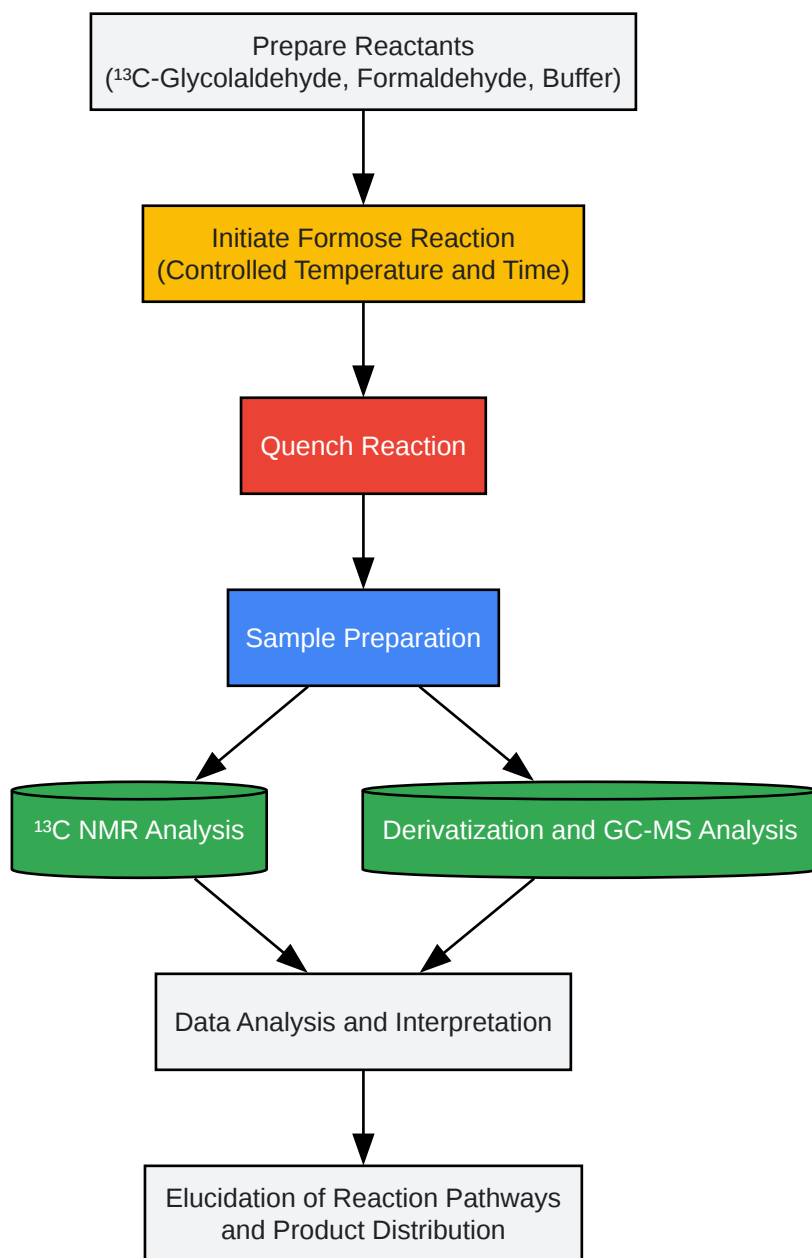 Prepare Reactants
(¹³C-Glycolaldehyde, Formaldehyde, Buffer)
Initiate Formose Reaction
(Controlled Temperature and Time)
Quench Reaction
Sample Preparation
¹³C NMR Analysis
Derivatization and GC-MS Analysis
Data Analysis and Interpretation
Elucidation of Reaction Pathways
and Product Distribution